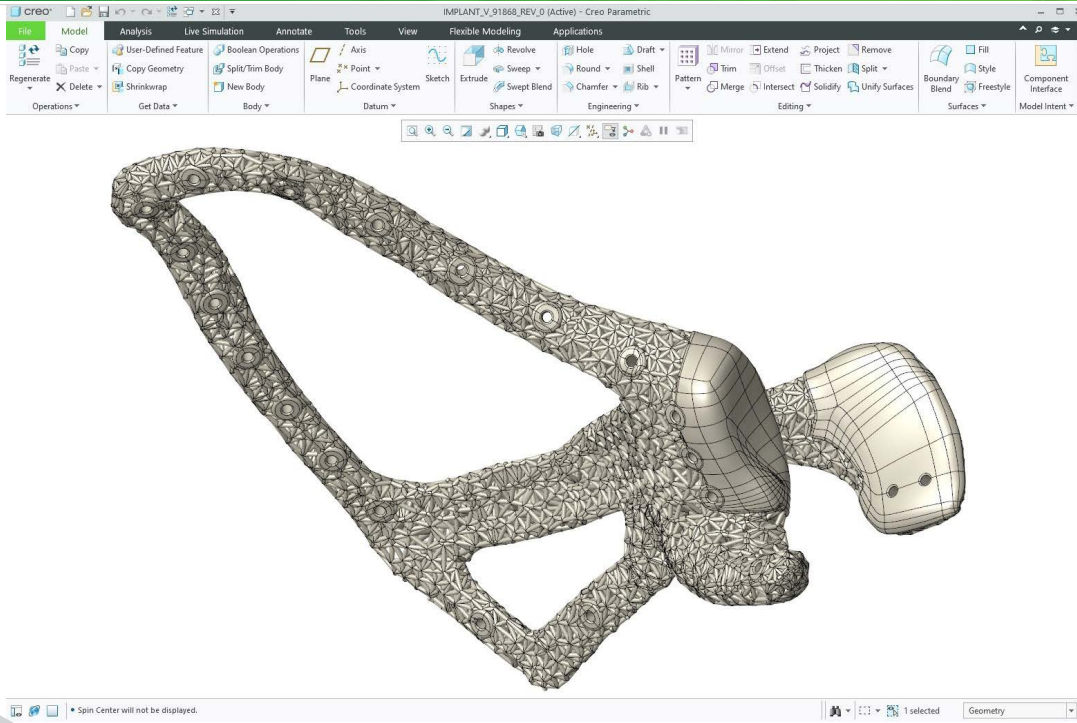 creo IMPLANT_V_91868_REV_0 (Active) - Creo Parametric
File Model Analysis Live Simulation Annotate Tools View Flexible Modeling Applications
Regenerate
Copy
Paste
Delete
Operations
User-Defined Feature
Copy Geometry
Shrinkwrap
Get Data
Boolean Operations
Split/Trim Body
New Body
Body
Plane
Axis
Point
Coordinate System
Sketch
Datum
Extrude
Revolve
Sweep
Swept Blend
Shapes
Hole
Round
Chamfer
Draft
Shell
Rib
Engineering
Pattern
Mirror
Trim
Merge
Extend
Offset
Intersect
Project
Thicken
Solidify
Remove
Split
Unify Surfaces
Editing
Boundary
Blend
Fill
Style
Freestyle
Surfaces
Component
Interface
Model Intent
• Spin Center will not be displayed.
1 selected
Geometry